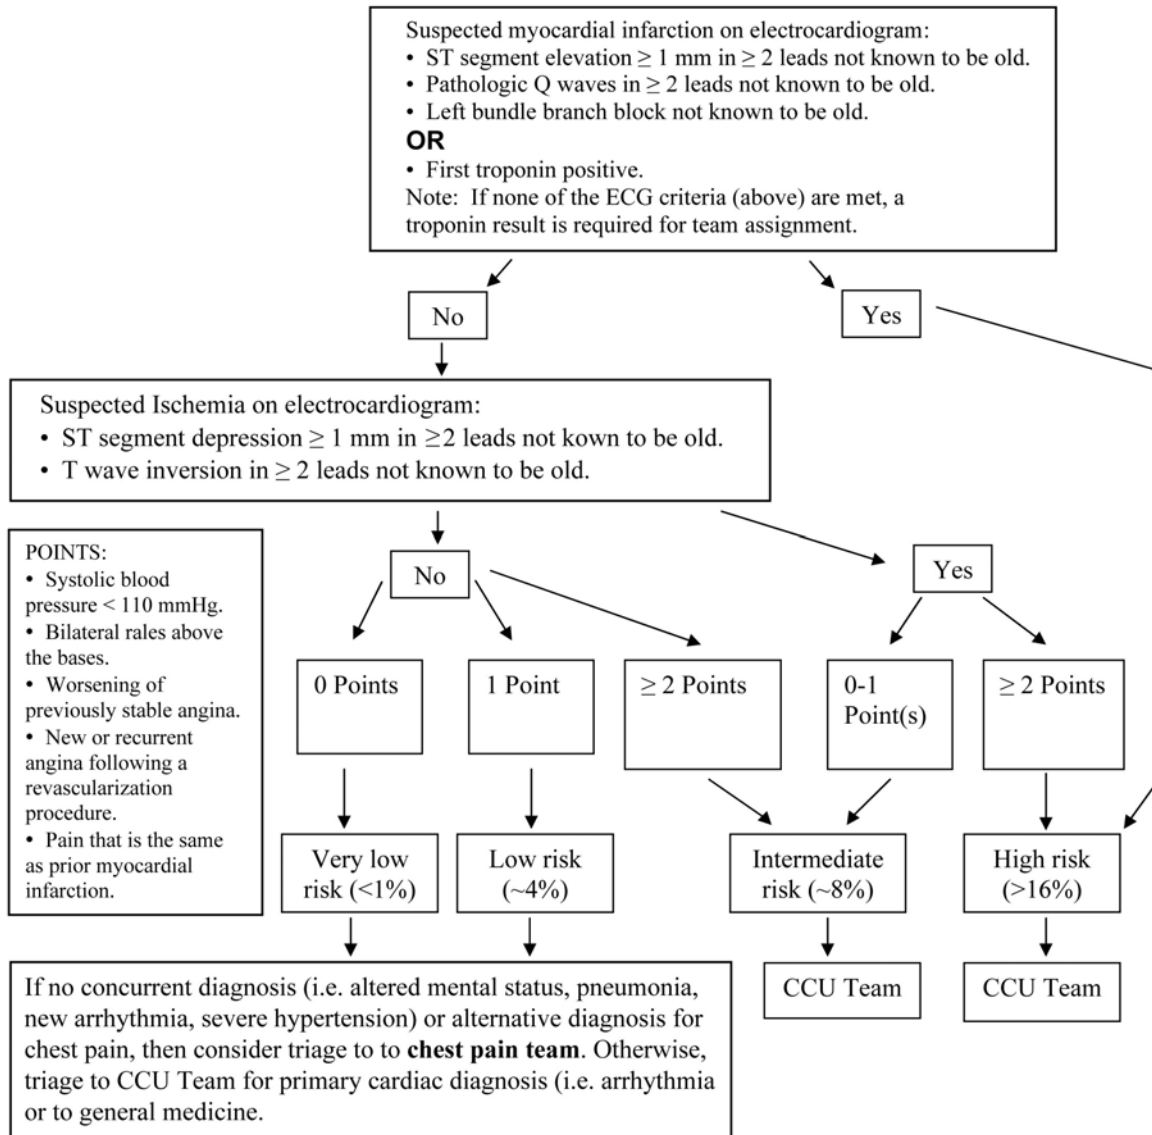 Suspected myocardial infarction on electrocardiogram:
• ST segment elevation ≥ 1 mm in ≥ 2 leads not known to be old.
• Pathologic Q waves in ≥ 2 leads not known to be old.
• Left bundle branch block not known to be old.
OR
• First troponin positive.
Note: If none of the ECG criteria (above) are met, a
troponin result is required for team assignment.
No
Yes
Suspected Ischemia on electrocardiogram:
• ST segment depression ≥ 1 mm in ≥2 leads not kown to be old.
• T wave inversion in ≥ 2 leads not known to be old.
POINTS:
• Systolic blood
pressure < 110 mmHg.
• Bilateral rales above
the bases.
• Worsening of
previously stable angina.
• New or recurrent
angina following a
revascularization
procedure.
• Pain that is the same
as prior myocardial
infarction.
No
Yes
0 Points
1 Point
≥ 2 Points
0-1
Point(s)
≥ 2 Points
Very low
risk (<1%)
Low risk
(~4%)
Intermediate
risk (~8%)
High risk
(>16%)
If no concurrent diagnosis (i.e. altered mental status, pneumonia,
new arrhythmia, severe hypertension) or alternative diagnosis for
chest pain, then consider triage to to chest pain team. Otherwise,
triage to CCU Team for primary cardiac diagnosis (i.e. arrhythmia
or to general medicine.
CCU Team
CCU Team